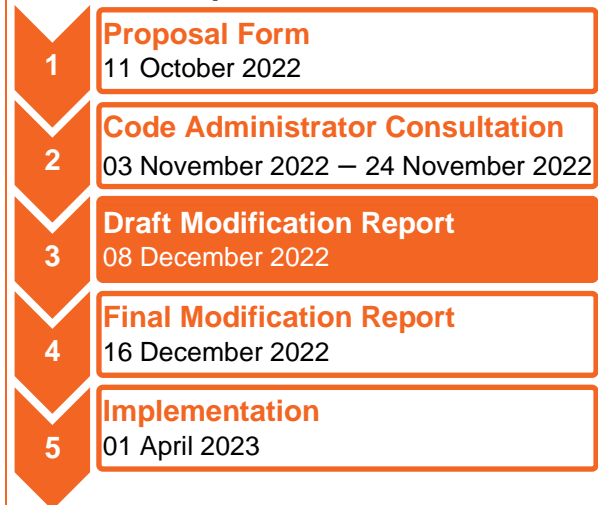 1
Proposal Form
11 October 2022
2
Code Administrator Consultation
03 November 2022 – 24 November 2022
3
Draft Modification Report
08 December 2022
4
Final Modification Report
16 December 2022
5
Implementation
01 April 2023